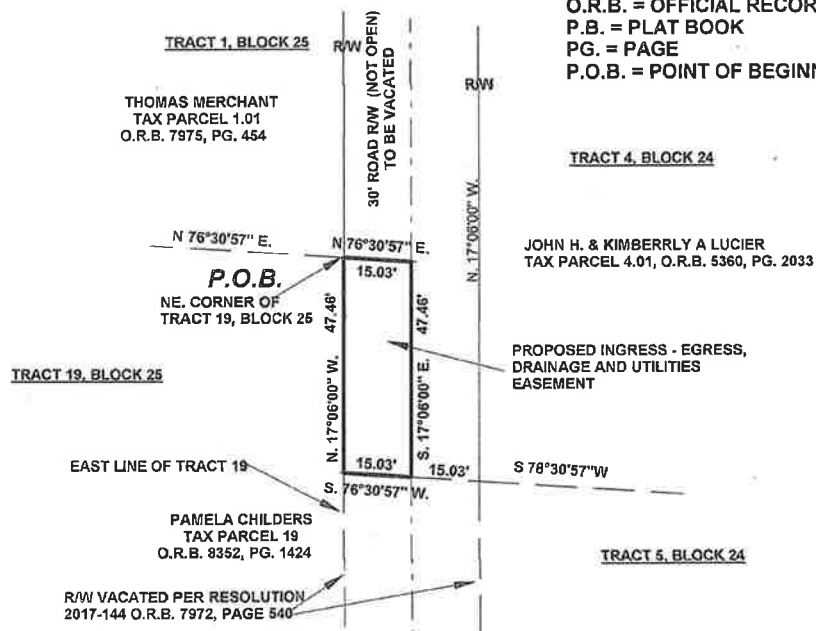 O.R.B. = OFFICIAL RECOR
P.B. = PLAT BOOK
PG. = PAGE
P.O.B. = POINT OF BEGINN
TRACT 1, BLOCK 25
R/W
30' ROAD R/W (NOT OPEN)
TO BE VACATED
R/W
THOMAS MERCHANT
TAX PARCEL 1.01
O.R.B. 7975, PG. 454
TRACT 4, BLOCK 24
N. 17°06'00" W.
N 76°30'57" E.
N 76°30'57" E.
JOHN H. & KIMBERRLY A LUCIER
TAX PARCEL 4.01, O.R.B. 5360, PG. 2033
P.O.B.
15.03'
NE. CORNER OF
TRACT 19, BLOCK 25
47.46'
47.46'
PROPOSED INGRESS - EGRESS,
DRAINAGE AND UTILITIES
EASEMENT
TRACT 19, BLOCK 25
N. 17°06'00" W.
S. 17°06'00" E.
EAST LINE OF TRACT 19
15.03'
15.03'
S 78°30'57"W
S. 76°30'57" W.
PAMELA CHILDERS
TAX PARCEL 19
O.R.B. 8352, PG. 1424
TRACT 5, BLOCK 24
R/W VACATED PER RESOLUTION
2017-144 O.R.B. 7972, PAGE 540